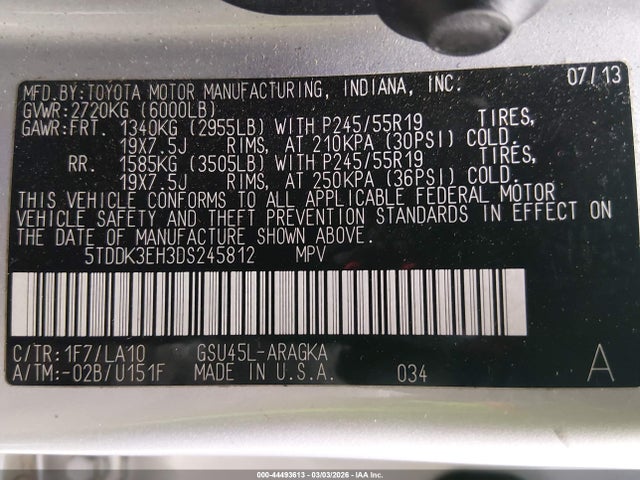 MFD.BY:TOYOTA MOTOR MANUFACTURING, INDIANA, INC. 07/13
GVWR:2720KG (6000LB)
GAWR:FRT. 1340KG (2955LB) WITH P245/55R19 TIRES,
19X7.5J RIMS, AT 210KPA (30PSI) COLD.
RR. 1585KG (3505LB) WITH P245/55R19 TIRES,
19X7.5J RIMS, AT 250KPA (36PSI) COLD.
THIS VEHICLE CONFORMS TO ALL APPLICABLE FEDERAL MOTOR
VEHICLE SAFETY AND THEFT PREVENTION STANDARDS IN EFFECT ON
THE DATE OF MANUFACTURE SHOWN ABOVE.
5TDDK3EH3DS245812 MPV
C/TR:1F7/LA10 GSU45L-ARAGKA
A/TM:-02B/U151F MADE IN U.S.A. 034 A
000-44493613 - 03/03/2026 - IAA Inc.